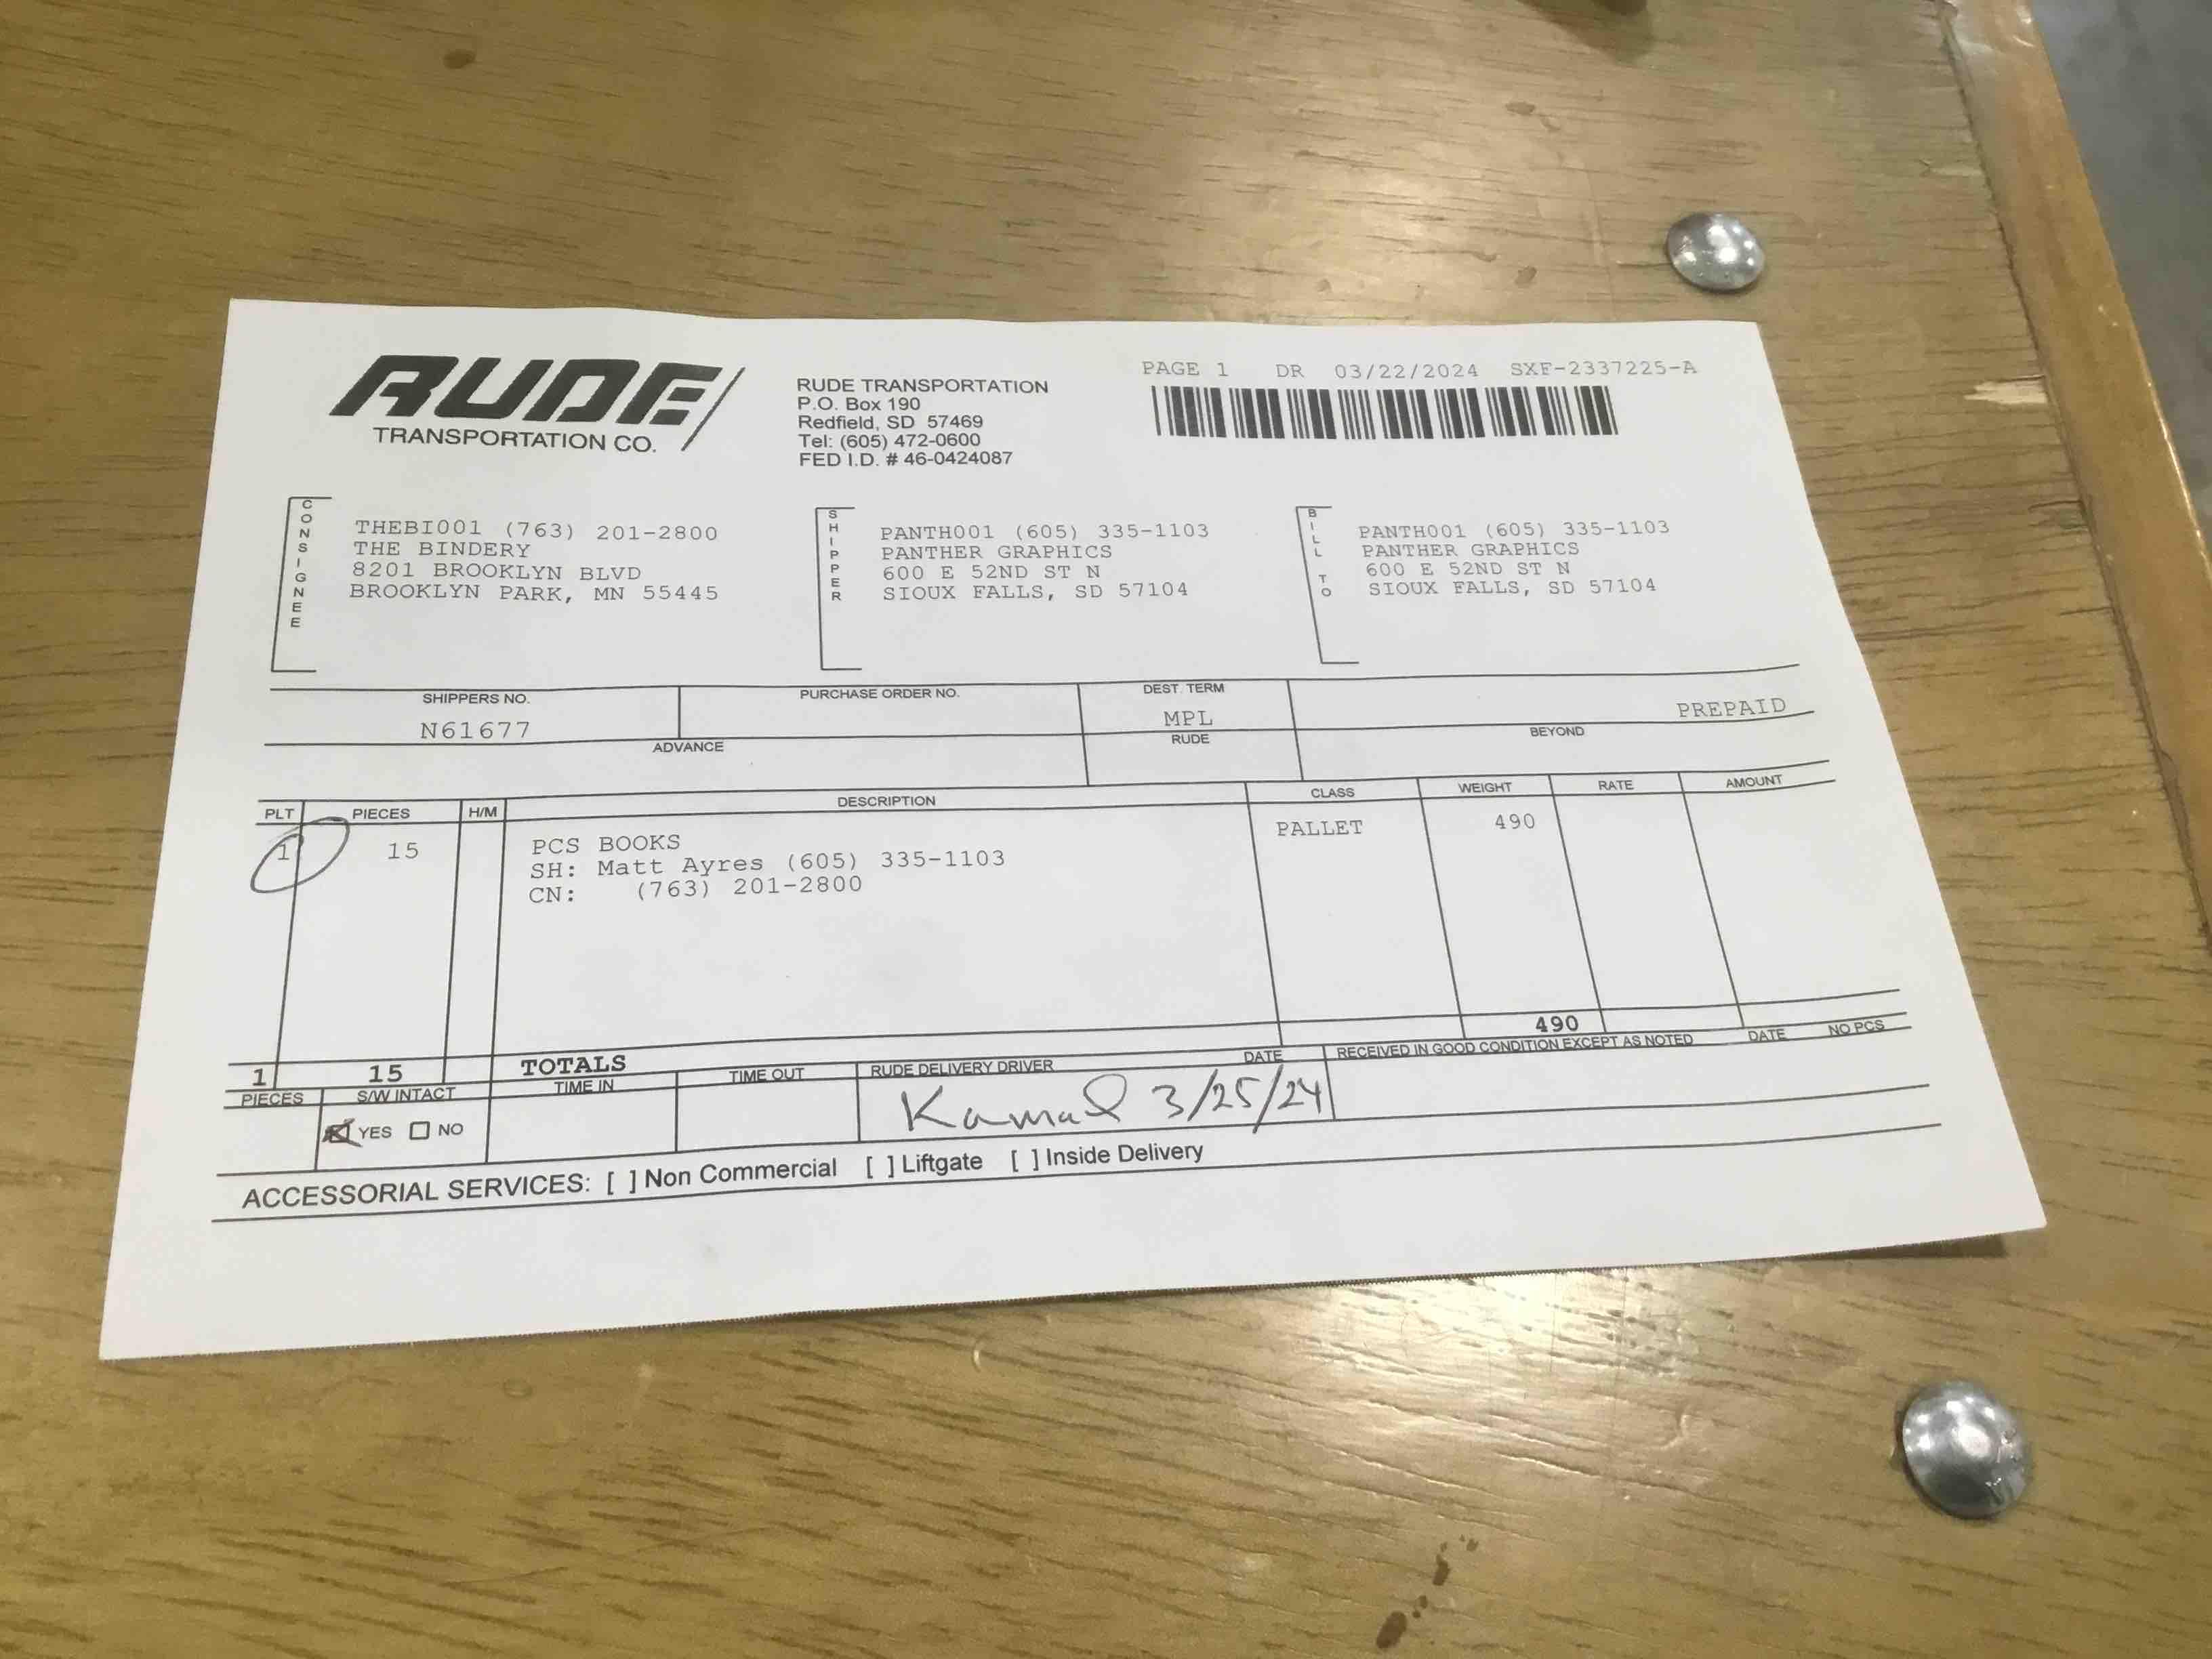 RUDE
TRANSPORTATION CO.
RUDE TRANSPORTATION
P.O. Box 190
Redfield, SD 57469
Tel: (605) 472-0600
FED I.D. # 46-0424087
PAGE 1 DR 03/22/2024 SXF-2337225-A
CONSIGNEE
THEBI001 (763) 201-2800
THE BINDERY
8201 BROOKLYN BLVD
BROOKLYN PARK, MN 55445
SHIPPER
PANTH001 (605) 335-1103
PANTHER GRAPHICS
600 E 52ND ST N
SIOUX FALLS, SD 57104
BILL TO
PANTH001 (605) 335-1103
PANTHER GRAPHICS
600 E 52ND ST N
SIOUX FALLS, SD 57104
SHIPPERS NO. PURCHASE ORDER NO. DEST. TERM
N61677 MPL PREPAID
ADVANCE RUDE BEYOND
PLT PIECES H/M DESCRIPTION CLASS WEIGHT RATE AMOUNT
1 15 PCS BOOKS PALLET 490
SH: Matt Ayres (605) 335-1103
CN: (763) 201-2800
1 15 TOTALS 490
PIECES S/W INTACT TIME IN TIME OUT RUDE DELIVERY DRIVER DATE RECEIVED IN GOOD CONDITION EXCEPT AS NOTED DATE NO PCS
YES NO Kamal 3/25/24
ACCESSORIAL SERVICES: [ ] Non Commercial [ ] Liftgate [ ] Inside Delivery